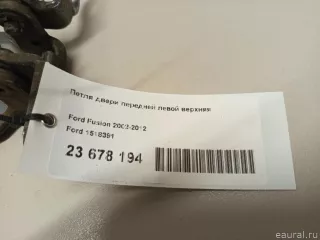 Петля двери передней левой верхняя
Ford Fusion 2002-2012
Ford 1518391
23 678 194
eaural.ru